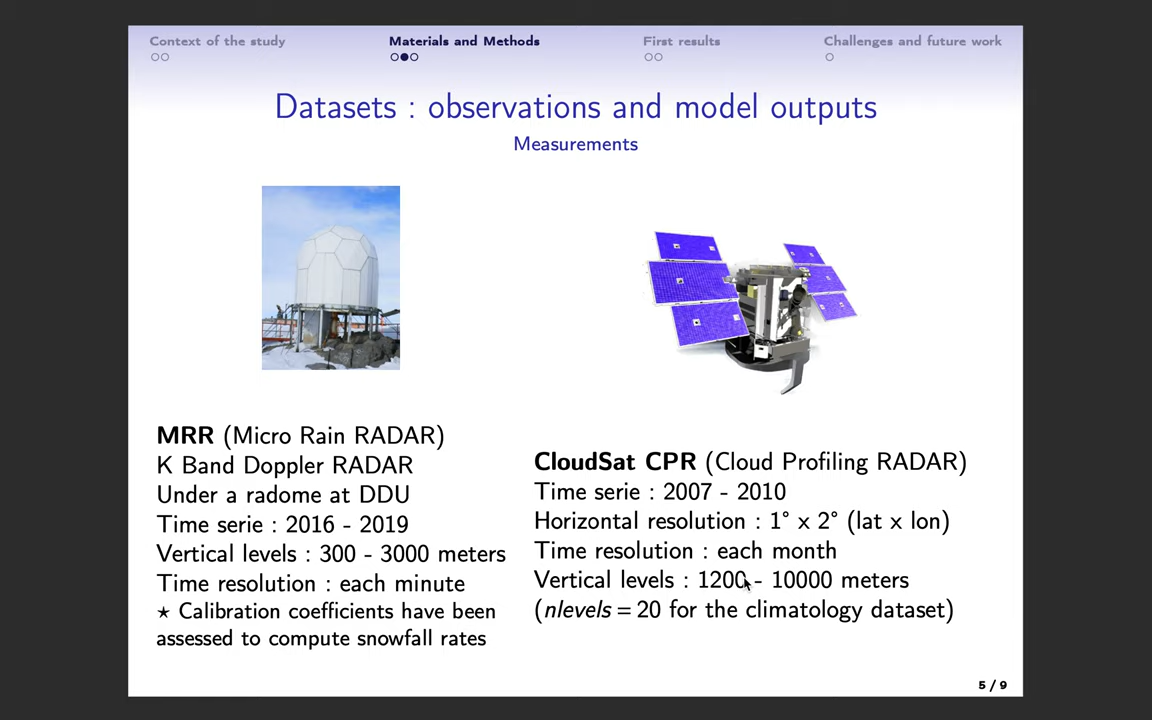 Context of the study
Materials and Methods
First results
Challenges and future work
Datasets : observations and model outputs
Measurements
MRR (Micro Rain RADAR)
K Band Doppler RADAR
Under a radome at DDU
Time serie : 2016 - 2019
Vertical levels : 300 - 3000 meters
Time resolution : each minute
⋆ Calibration coefficients have been
assessed to compute snowfall rates
CloudSat CPR (Cloud Profiling RADAR)
Time serie : 2007 - 2010
Horizontal resolution : 1° x 2° (lat x lon)
Time resolution : each month
Vertical levels : 1200 - 10000 meters
(nlevels = 20 for the climatology dataset)
5 / 9